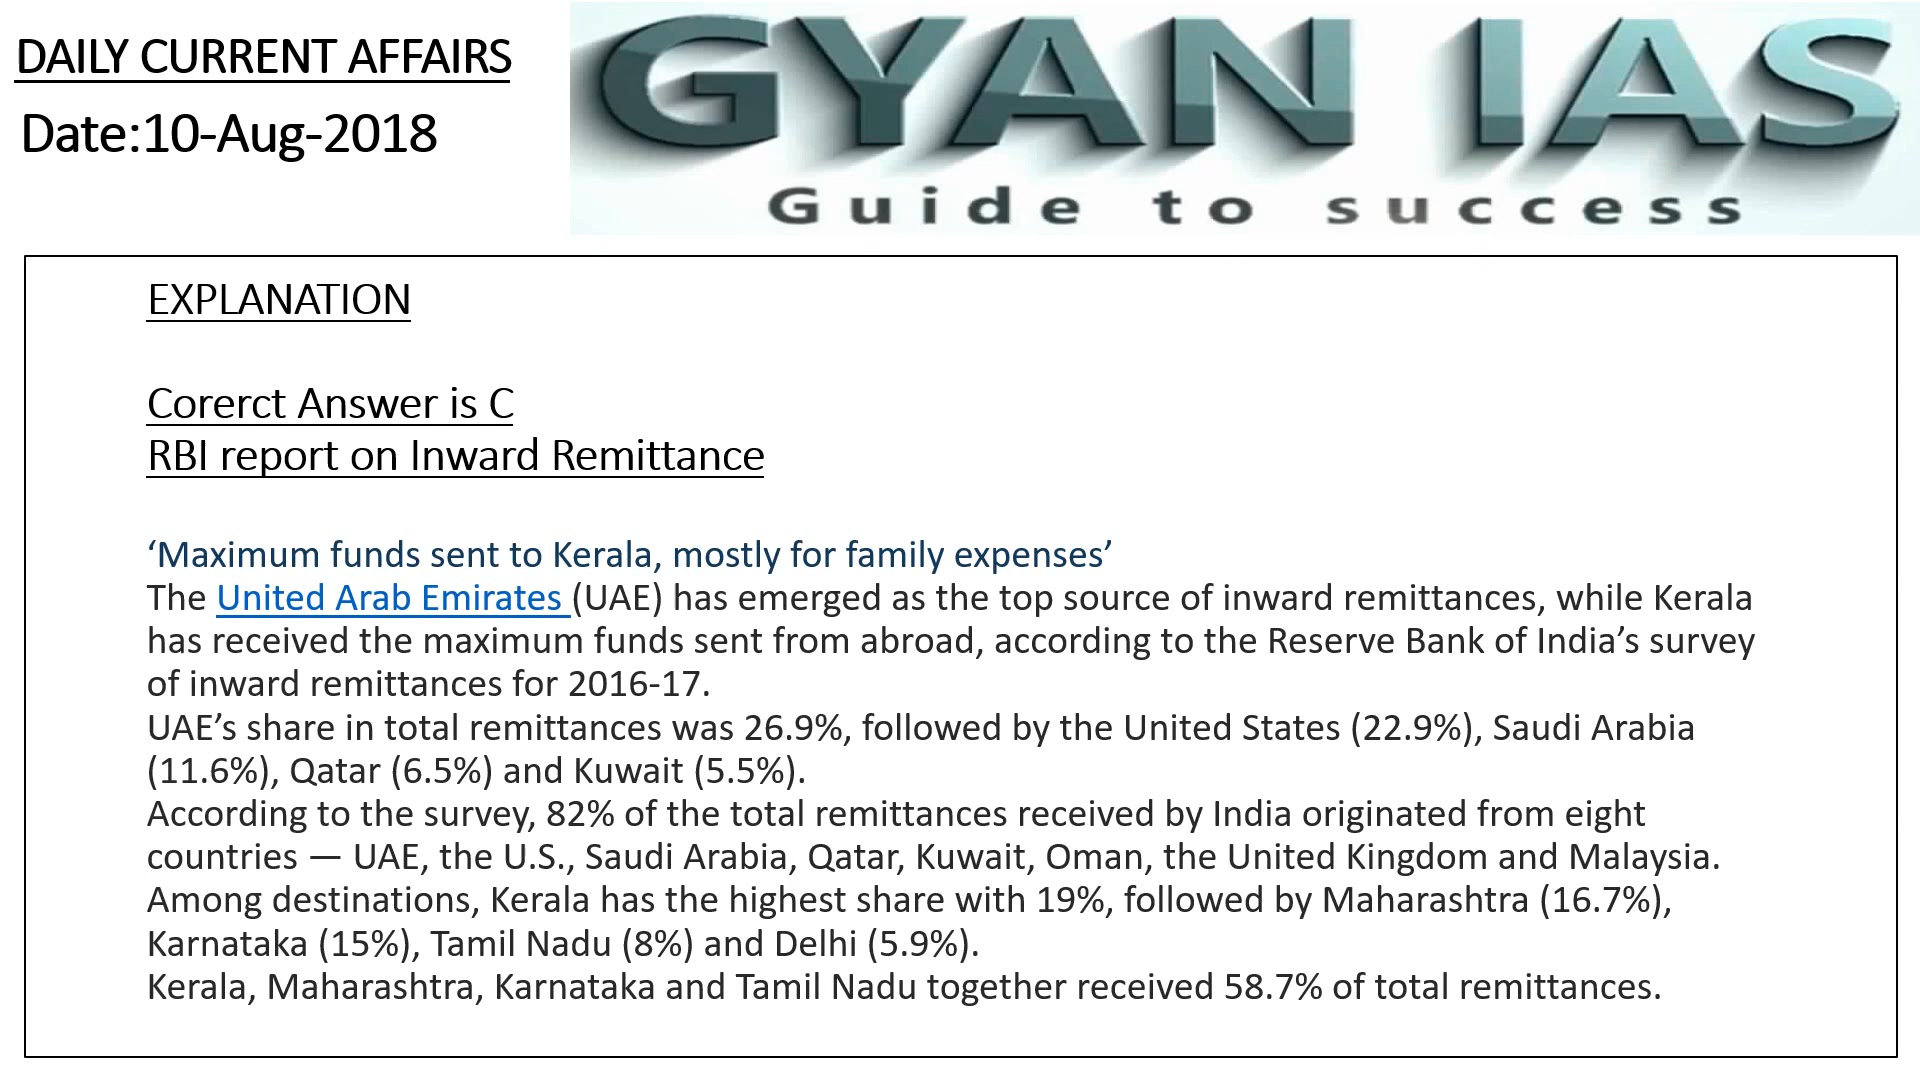 DAILY CURRENT AFFAIRS
Date:10-Aug-2018
GYAN IAS
Guide to success
EXPLANATION
Corerct Answer is C
RBI report on Inward Remittance
‘Maximum funds sent to Kerala, mostly for family expenses’
The United Arab Emirates (UAE) has emerged as the top source of inward remittances, while Kerala
has received the maximum funds sent from abroad, according to the Reserve Bank of India’s survey
of inward remittances for 2016-17.
UAE’s share in total remittances was 26.9%, followed by the United States (22.9%), Saudi Arabia
(11.6%), Qatar (6.5%) and Kuwait (5.5%).
According to the survey, 82% of the total remittances received by India originated from eight
countries — UAE, the U.S., Saudi Arabia, Qatar, Kuwait, Oman, the United Kingdom and Malaysia.
Among destinations, Kerala has the highest share with 19%, followed by Maharashtra (16.7%),
Karnataka (15%), Tamil Nadu (8%) and Delhi (5.9%).
Kerala, Maharashtra, Karnataka and Tamil Nadu together received 58.7% of total remittances.